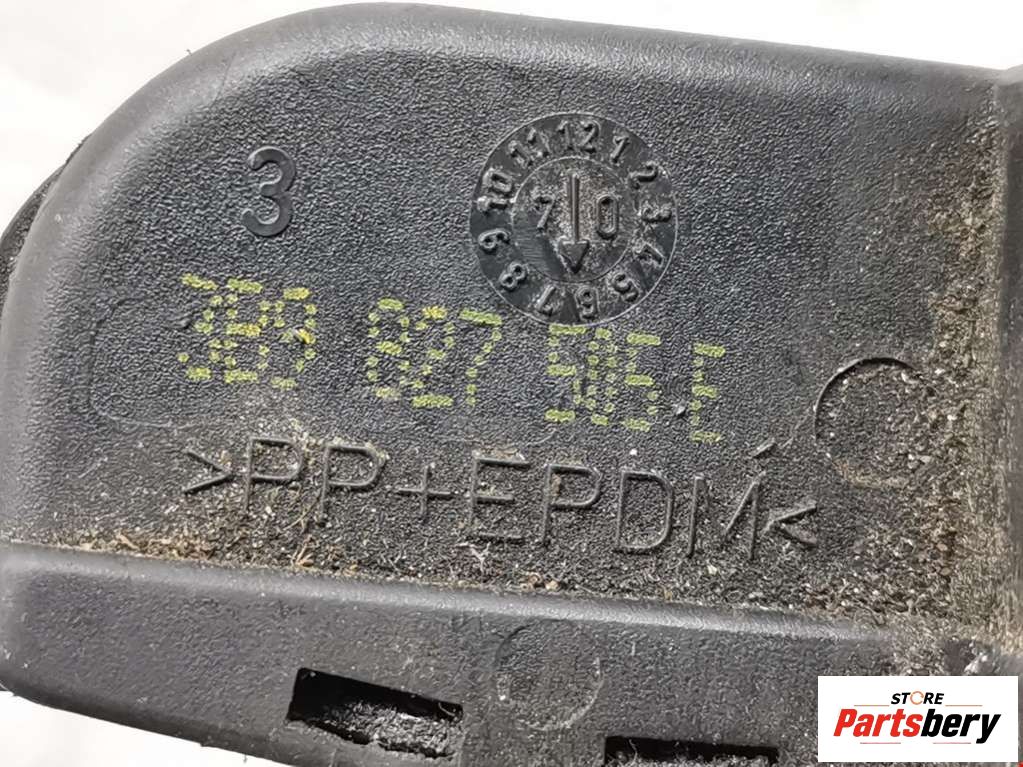 3
10 11 12 1 2 3 4 5 6 7 8 9
7 0
3B9 827 505 E
>PP+EPDM<
STORE
Partsbery